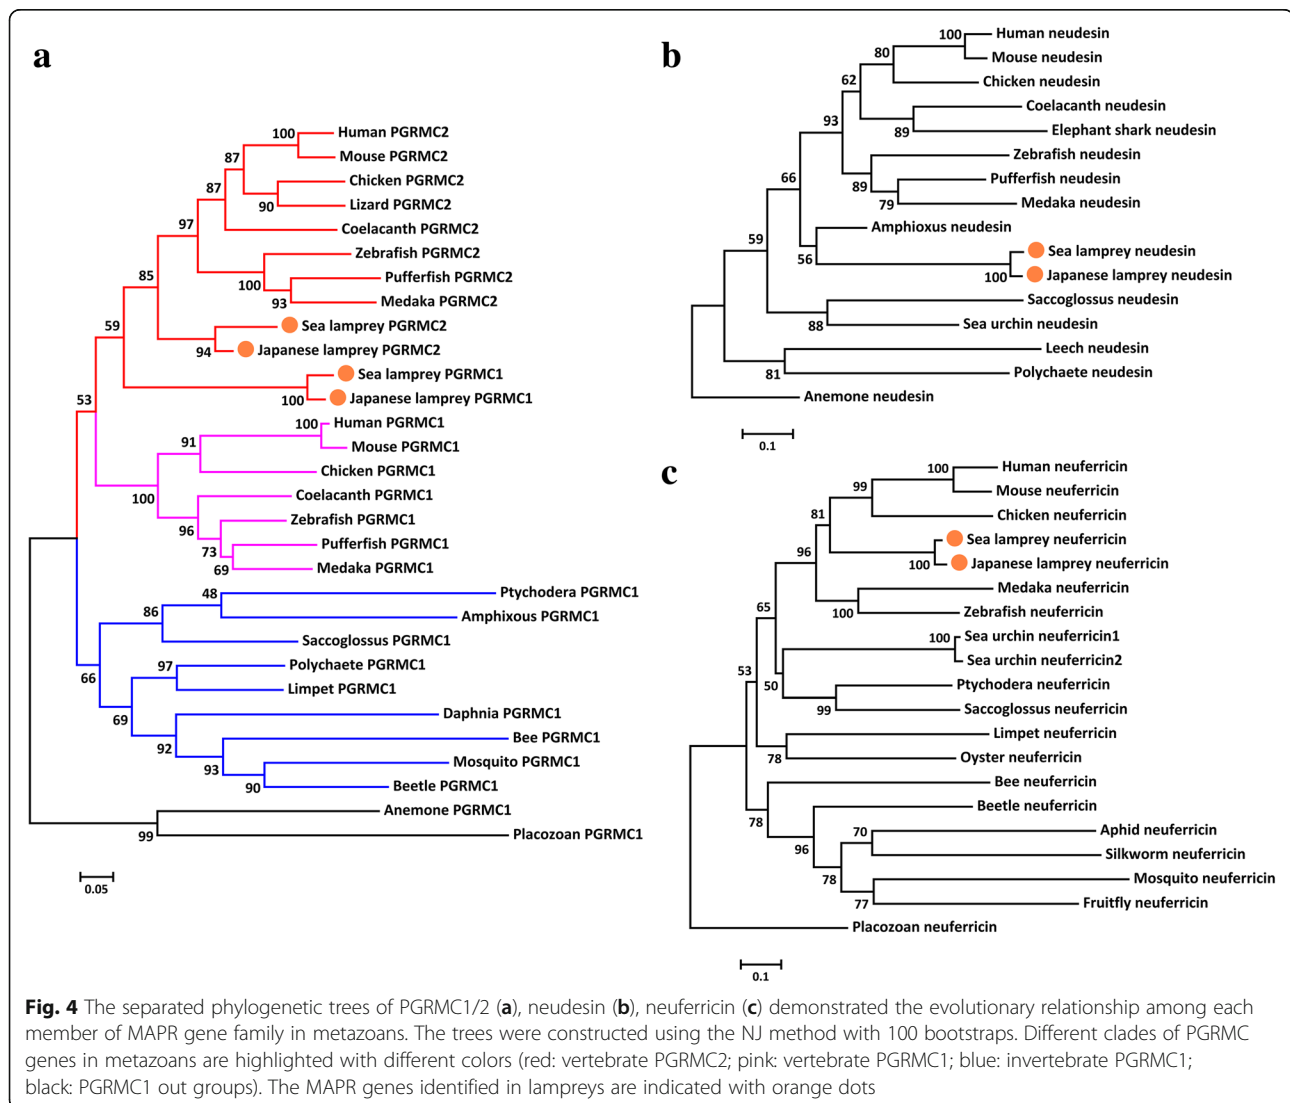 a
100
Human PGRMC2
87
Mouse PGRMC2
87
Chicken PGRMC2
90
Lizard PGRMC2
97
Coelacanth PGRMC2
Zebrafish PGRMC2
85
100
Pufferfish PGRMC2
93
Medaka PGRMC2
59
Sea lamprey PGRMC2
94
Japanese lamprey PGRMC2
Sea lamprey PGRMC1
53
100
Japanese lamprey PGRMC1
100
Human PGRMC1
91
Mouse PGRMC1
Chicken PGRMC1
100
Coelacanth PGRMC1
96
Zebrafish PGRMC1
73
Pufferfish PGRMC1
69
Medaka PGRMC1
48
Ptychodera PGRMC1
86
Amphixous PGRMC1
Saccoglossus PGRMC1
66
97
Polychaete PGRMC1
Limpet PGRMC1
69
Daphnia PGRMC1
92
Bee PGRMC1
93
Mosquito PGRMC1
90
Beetle PGRMC1
Anemone PGRMC1
99
Placozoan PGRMC1
0.05
b
100
Human neudesin
80
Mouse neudesin
62
Chicken neudesin
Coelacanth neudesin
93
89
Elephant shark neudesin
Zebrafish neudesin
66
89
Pufferfish neudesin
79
Medaka neudesin
Amphioxus neudesin
59
56
Sea lamprey neudesin
100
Japanese lamprey neudesin
Saccoglossus neudesin
88
Sea urchin neudesin
Leech neudesin
81
Polychaete neudesin
Anemone neudesin
0.1
c
100
Human neuferricin
99
Mouse neuferricin
81
Chicken neuferricin
Sea lamprey neuferricin
96
100
Japanese lamprey neuferricin
Medaka neuferricin
65
100
Zebrafish neuferricin
100
Sea urchin neuferricin1
Sea urchin neuferricin2
53
50
Ptychodera neuferricin
99
Saccoglossus neuferricin
Limpet neuferricin
78
Oyster neuferricin
Bee neuferricin
78
Beetle neuferricin
96
70
Aphid neuferricin
Silkworm neuferricin
78
Mosquito neuferricin
77
Fruitfly neuferricin
Placozoan neuferricin
0.1
Fig. 4 The separated phylogenetic trees of PGRMC1/2 (a), neudesin (b), neuferricin (c) demonstrated the evolutionary relationship among each
member of MAPR gene family in metazoans. The trees were constructed using the NJ method with 100 bootstraps. Different clades of PGRMC
genes in metazoans are highlighted with different colors (red: vertebrate PGRMC2; pink: vertebrate PGRMC1; blue: invertebrate PGRMC1;
black: PGRMC1 out groups). The MAPR genes identified in lampreys are indicated with orange dots